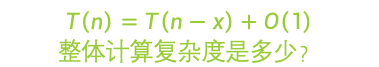 T(n) = T(n − x) + O(1)
整体计算复杂度是多少？